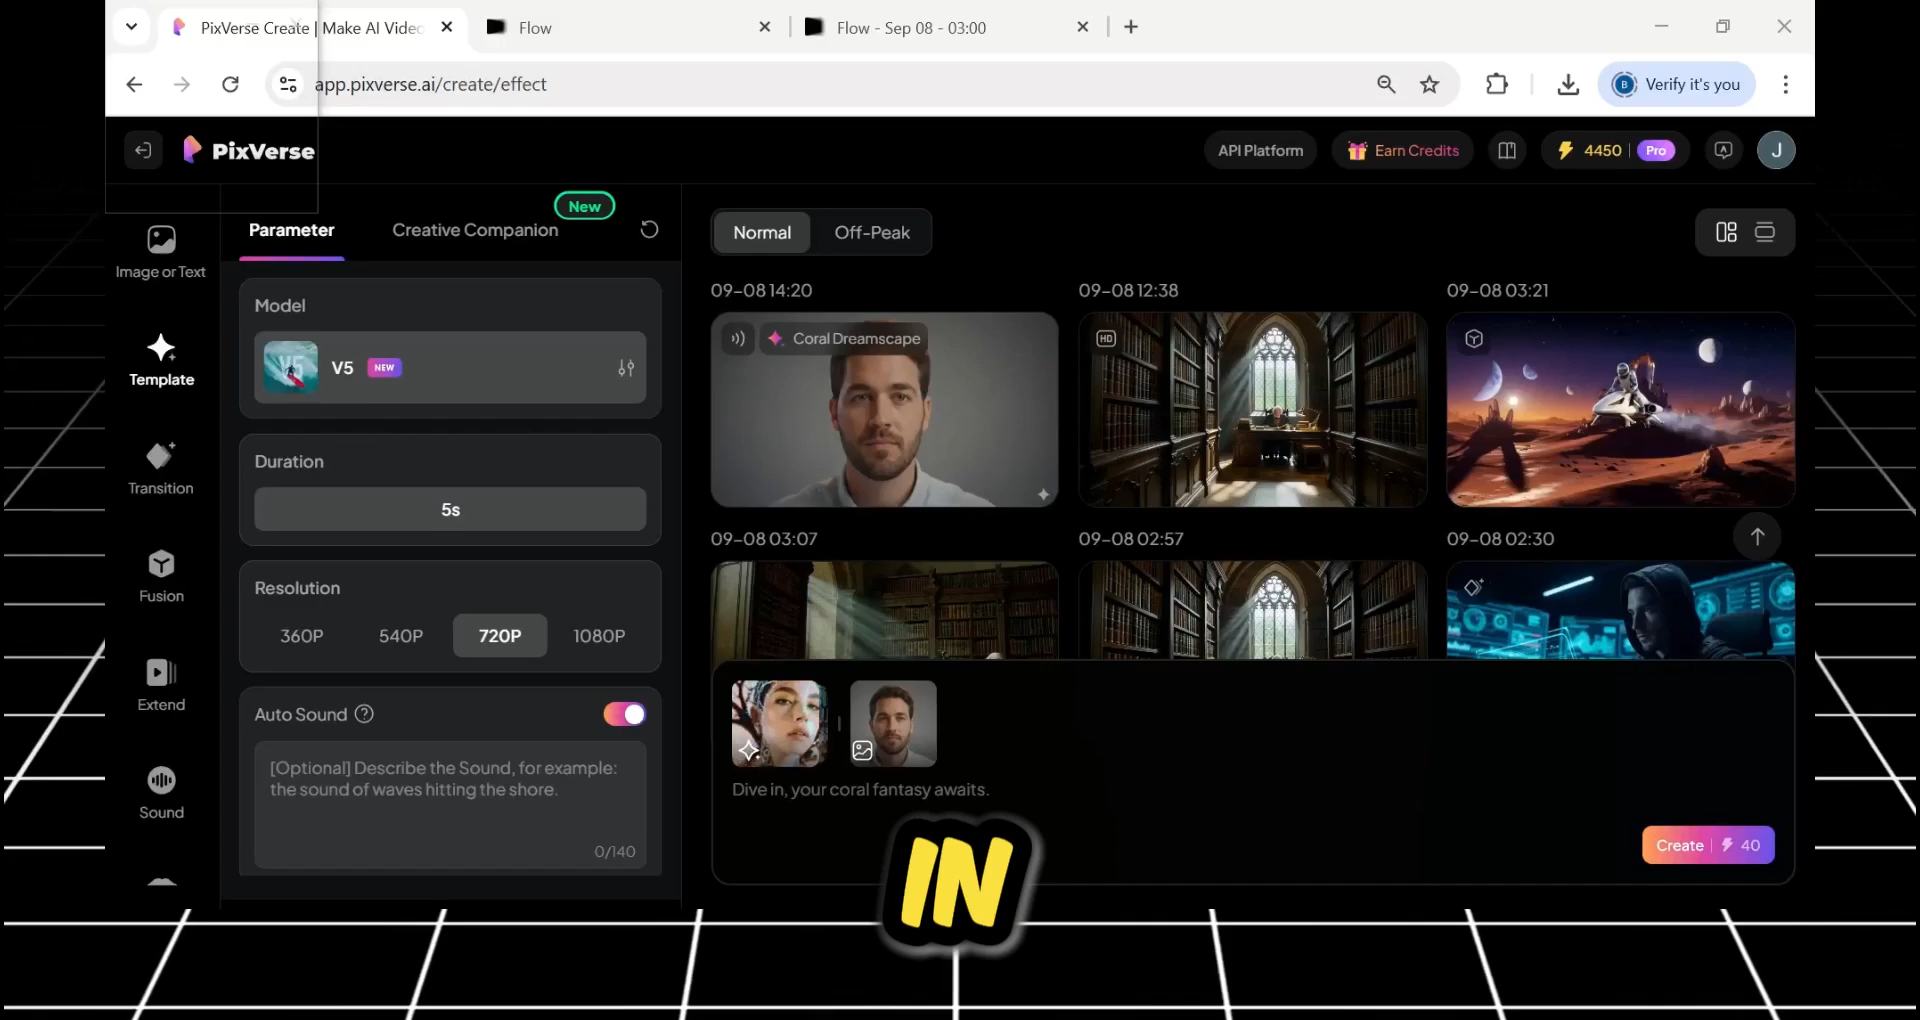 PixVerse Create | Make AI Video
Flow
Flow - Sep 08 - 03:00
app.pixverse.ai/create/effect
B
Verify it's you
PixVerse
API Platform
Earn Credits
4450
Pro
J
Image or Text
Template
Transition
Fusion
Extend
Sound
Parameter
Creative Companion
New
Model
V5
V5
NEW
Duration
5s
Resolution
360P
540P
720P
1080P
Auto Sound
[Optional] Describe the Sound, for example:
the sound of waves hitting the shore.
0/140
Normal
Off-Peak
09-08 14:20
09-08 12:38
09-08 03:21
Coral Dreamscape
HD
09-08 03:07
09-08 02:57
09-08 02:30
Dive in, your coral fantasy awaits.
Create
40
IN